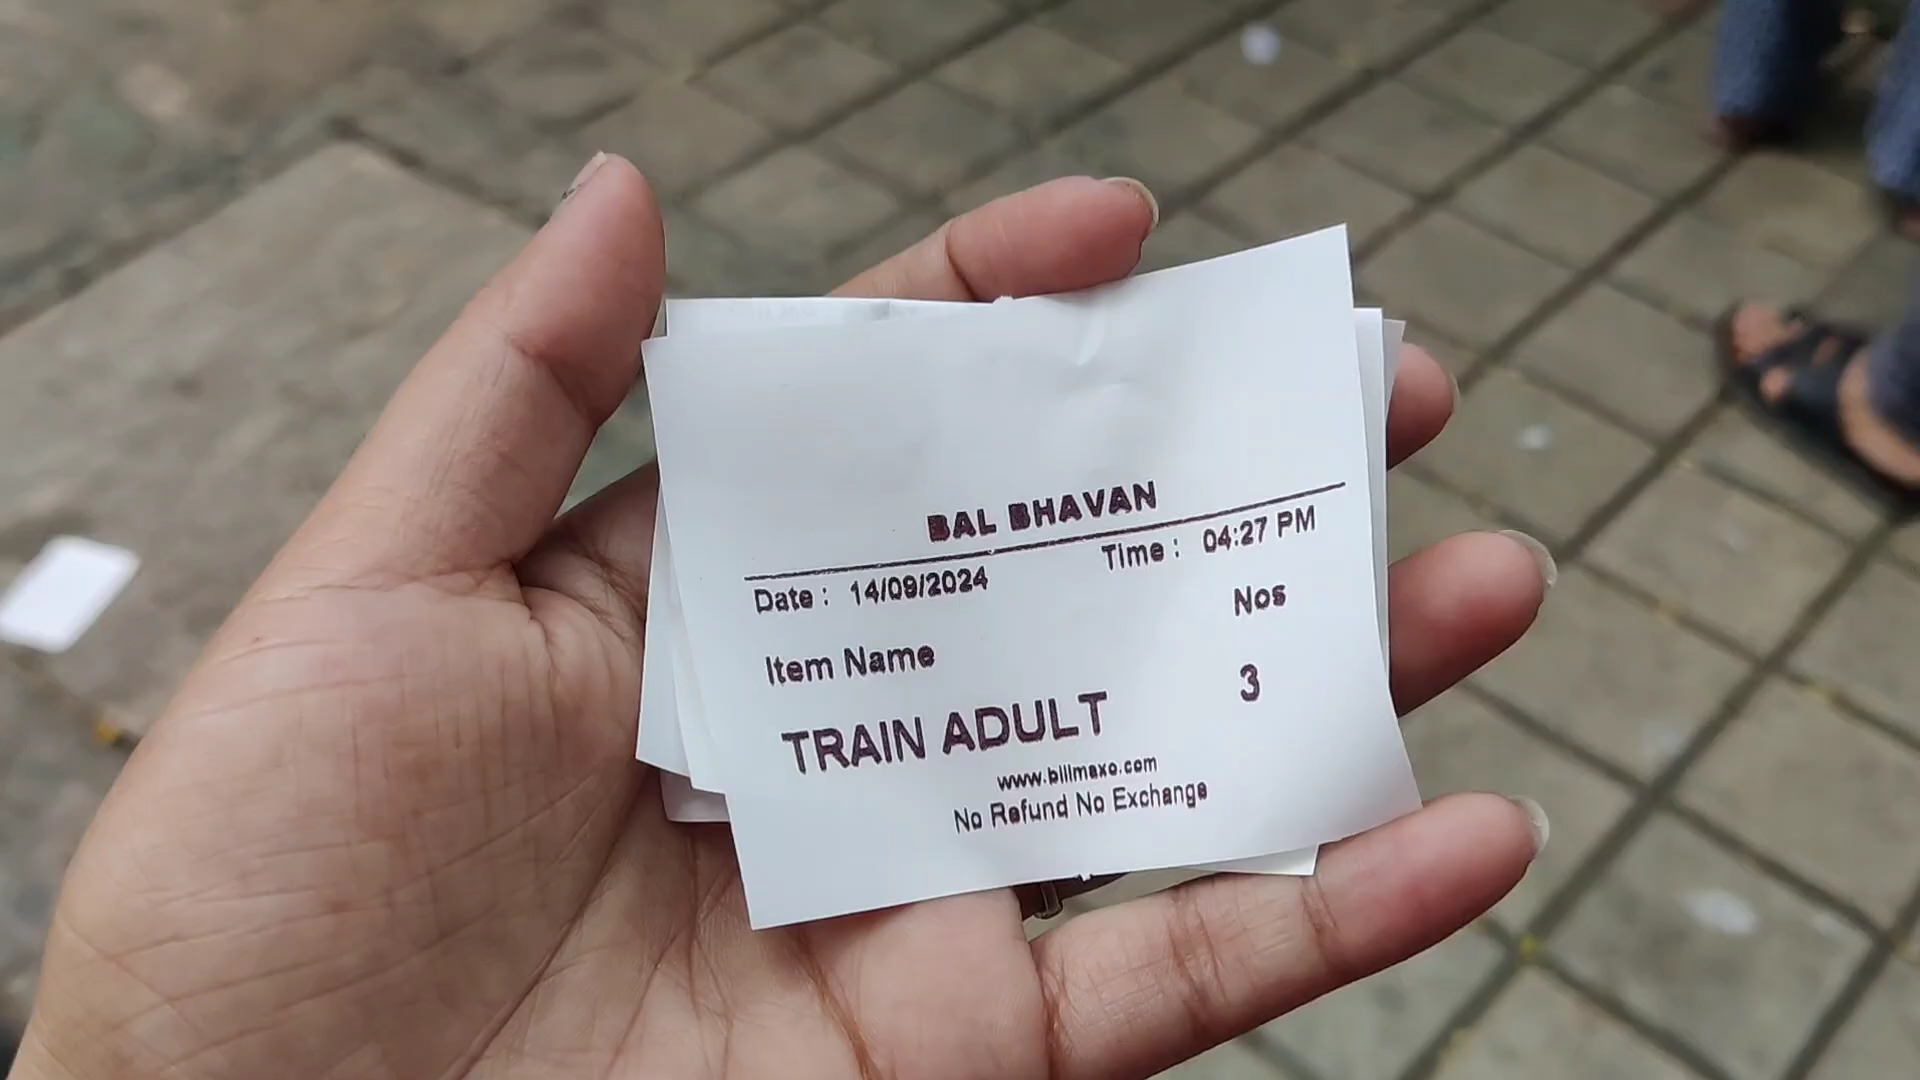 BAL BHAVAN
Date : 14/09/2024 Time : 04:27 PM
Item Name Nos
TRAIN ADULT 3
www.billmaxo.com
No Refund No Exchange